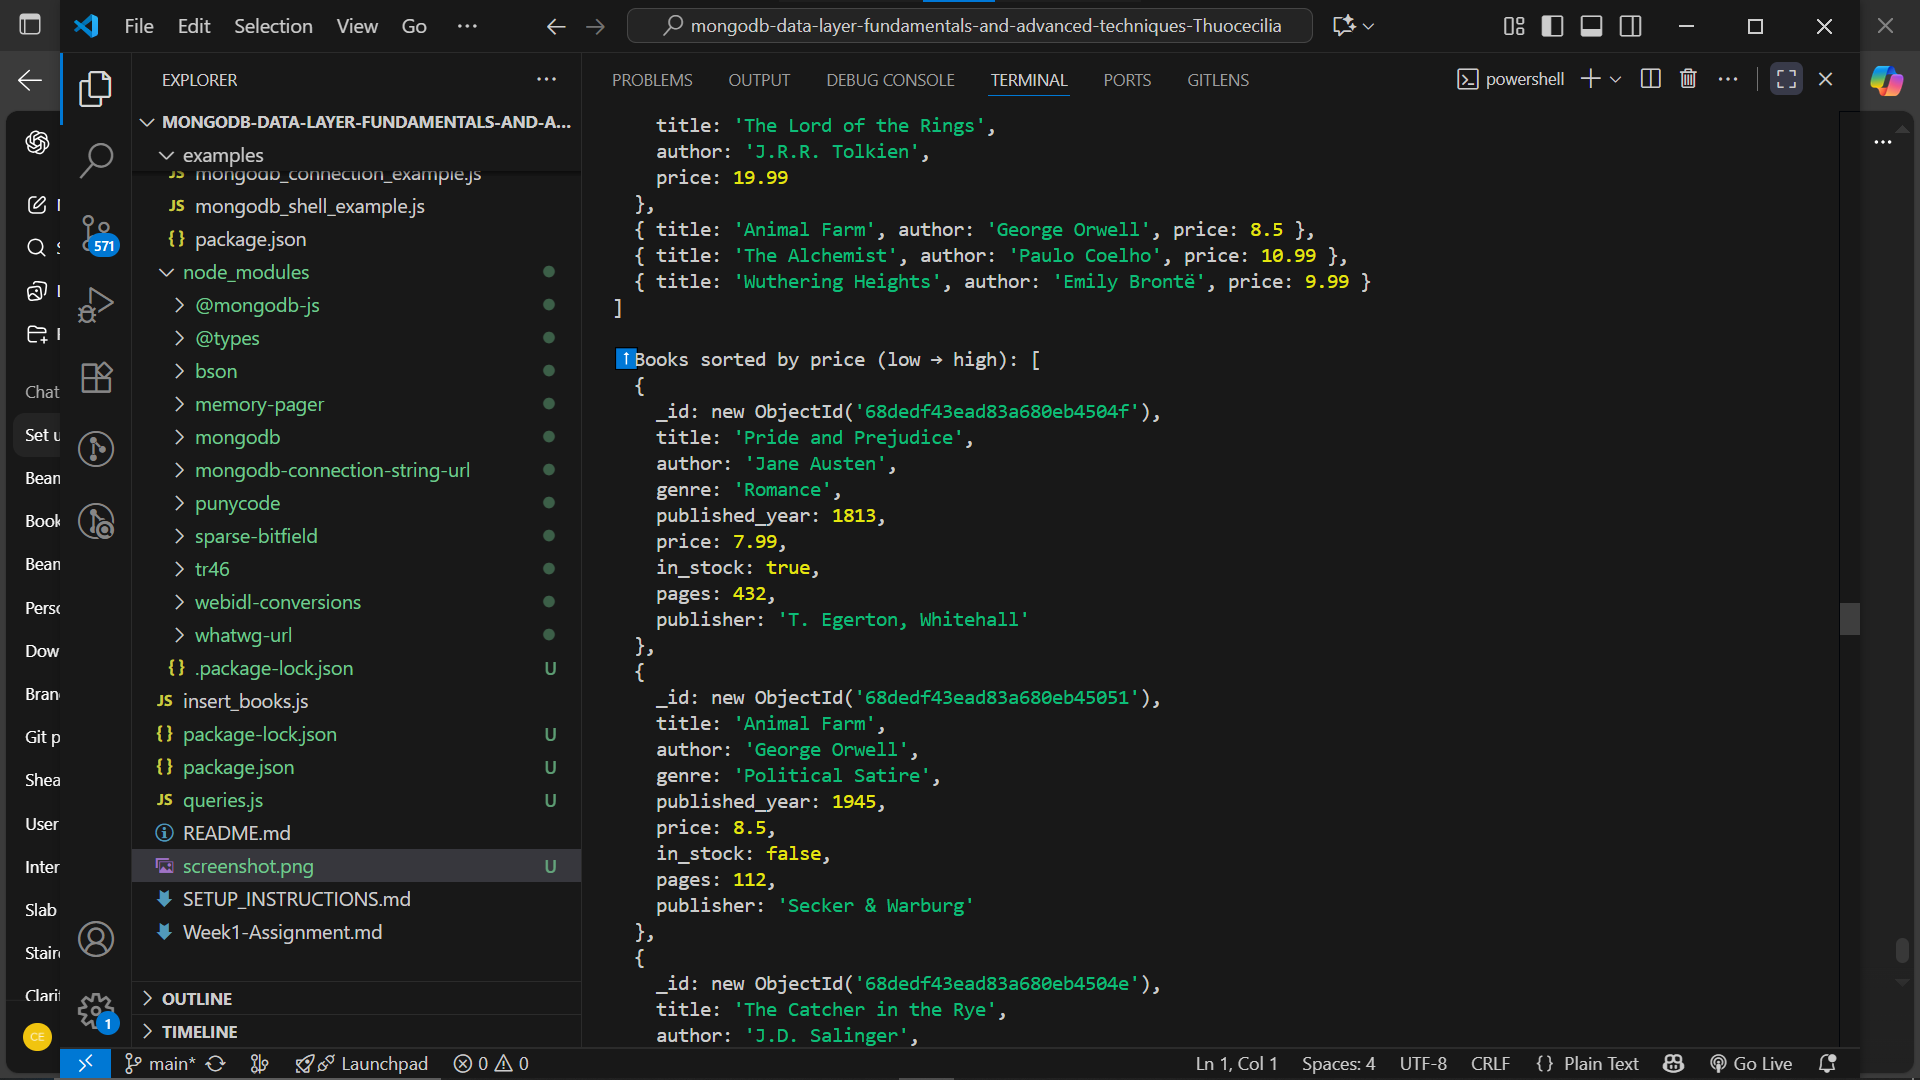 File Edit Selection View Go ···
mongodb-data-layer-fundamentals-and-advanced-techniques-Thuocecilia
Chat
Set u
Bean
Book
Bean
Perso
Dow
Bran
Git p
Shea
User
Inter
Slab
Stair
Clari
CE
571
1
EXPLORER
MONGODB-DATA-LAYER-FUNDAMENTALS-AND-A...
examples
JS mongodb_connection_example.js
JS mongodb_shell_example.js
{} package.json
node_modules
@mongodb-js
@types
bson
memory-pager
mongodb
mongodb-connection-string-url
punycode
sparse-bitfield
tr46
webidl-conversions
whatwg-url
{} .package-lock.json U
JS insert_books.js
{} package-lock.json U
{} package.json U
JS queries.js U
README.md
screenshot.png U
SETUP_INSTRUCTIONS.md
Week1-Assignment.md
OUTLINE
TIMELINE
PROBLEMS OUTPUT DEBUG CONSOLE TERMINAL PORTS GITLENS
powershell
title: 'The Lord of the Rings',
author: 'J.R.R. Tolkien',
price: 19.99
},
{ title: 'Animal Farm', author: 'George Orwell', price: 8.5 },
{ title: 'The Alchemist', author: 'Paulo Coelho', price: 10.99 },
{ title: 'Wuthering Heights', author: 'Emily Brontë', price: 9.99 }
]
↑Books sorted by price (low → high): [
{
_id: new ObjectId('68dedf43ead83a680eb4504f'),
title: 'Pride and Prejudice',
author: 'Jane Austen',
genre: 'Romance',
published_year: 1813,
price: 7.99,
in_stock: true,
pages: 432,
publisher: 'T. Egerton, Whitehall'
},
{
_id: new ObjectId('68dedf43ead83a680eb45051'),
title: 'Animal Farm',
author: 'George Orwell',
genre: 'Political Satire',
published_year: 1945,
price: 8.5,
in_stock: false,
pages: 112,
publisher: 'Secker & Warburg'
},
{
_id: new ObjectId('68dedf43ead83a680eb4504e'),
title: 'The Catcher in the Rye',
author: 'J.D. Salinger',
main* Launchpad 0 0
Ln 1, Col 1 Spaces: 4 UTF-8 CRLF {} Plain Text Go Live